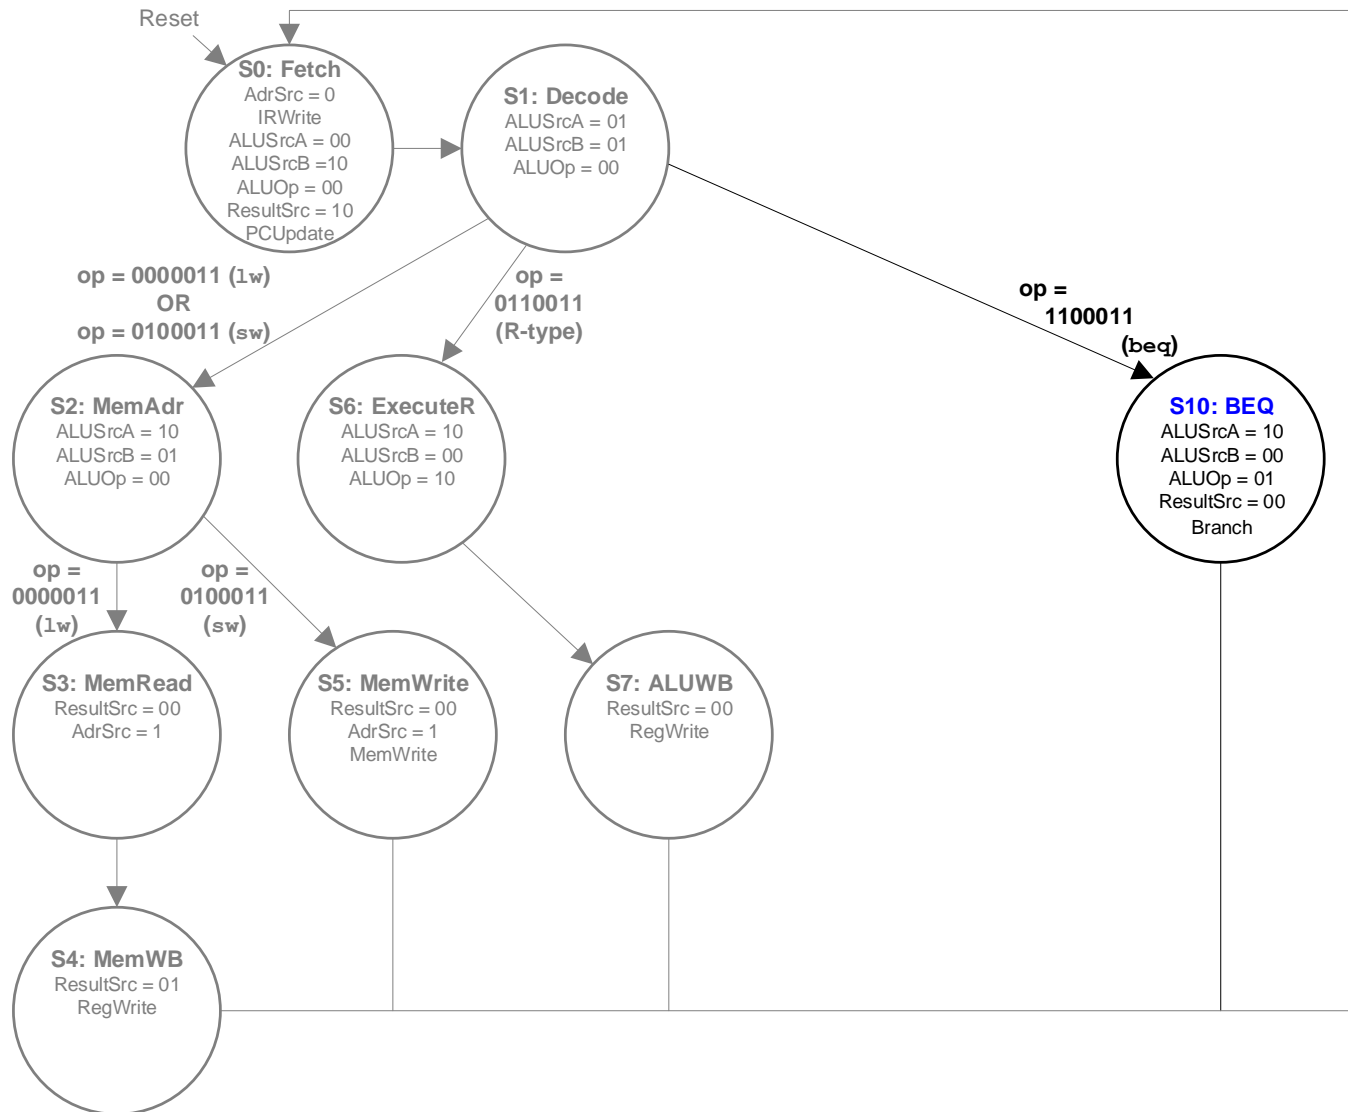 Reset
S0: Fetch
AdrSrc = 0
IRWrite
ALUSrcA = 00
ALUSrcB =10
ALUOp = 00
ResultSrc = 10
PCUpdate
S1: Decode
ALUSrcA = 01
ALUSrcB = 01
ALUOp = 00
op = 0000011 (lw)
OR
op = 0100011 (sw)
op =
0110011
(R-type)
op =
1100011
(beq)
S2: MemAdr
ALUSrcA = 10
ALUSrcB = 01
ALUOp = 00
S6: ExecuteR
ALUSrcA = 10
ALUSrcB = 00
ALUOp = 10
S10: BEQ
ALUSrcA = 10
ALUSrcB = 00
ALUOp = 01
ResultSrc = 00
Branch
op =
0000011
(lw)
op =
0100011
(sw)
S3: MemRead
ResultSrc = 00
AdrSrc = 1
S5: MemWrite
ResultSrc = 00
AdrSrc = 1
MemWrite
S7: ALUWB
ResultSrc = 00
RegWrite
S4: MemWB
ResultSrc = 01
RegWrite